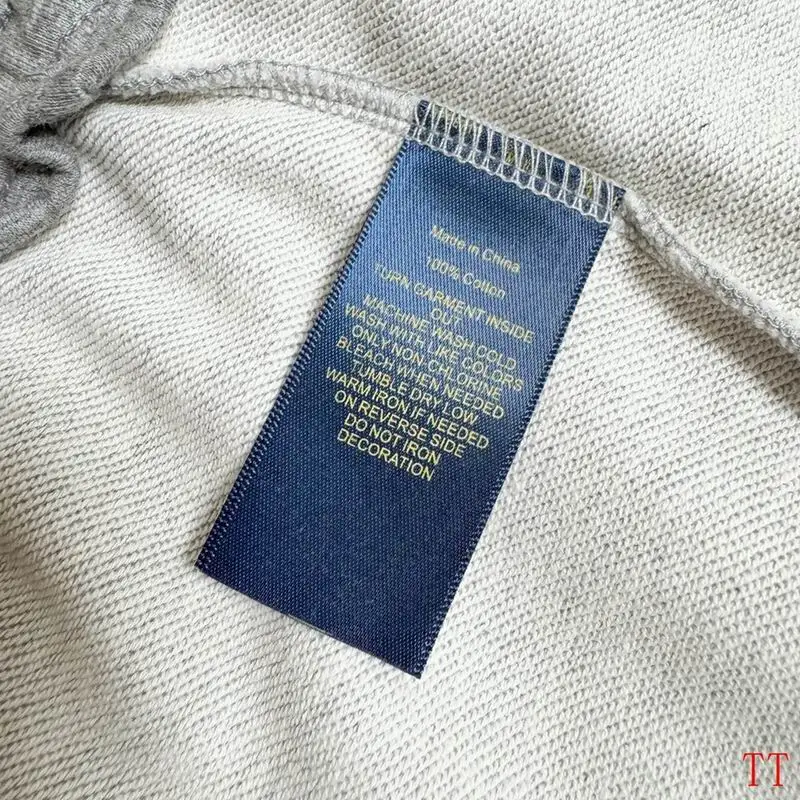 Made in China
100% Cotton
TURN GARMENT INSIDE
OUT
MACHINE WASH COLD
WASH WITH LIKE COLORS
ONLY NON-CHLORINE
BLEACH WHEN NEEDED
TUMBLE DRY LOW
WARM IRON IF NEEDED
ON REVERSE SIDE
DO NOT IRON
DECORATION
TT